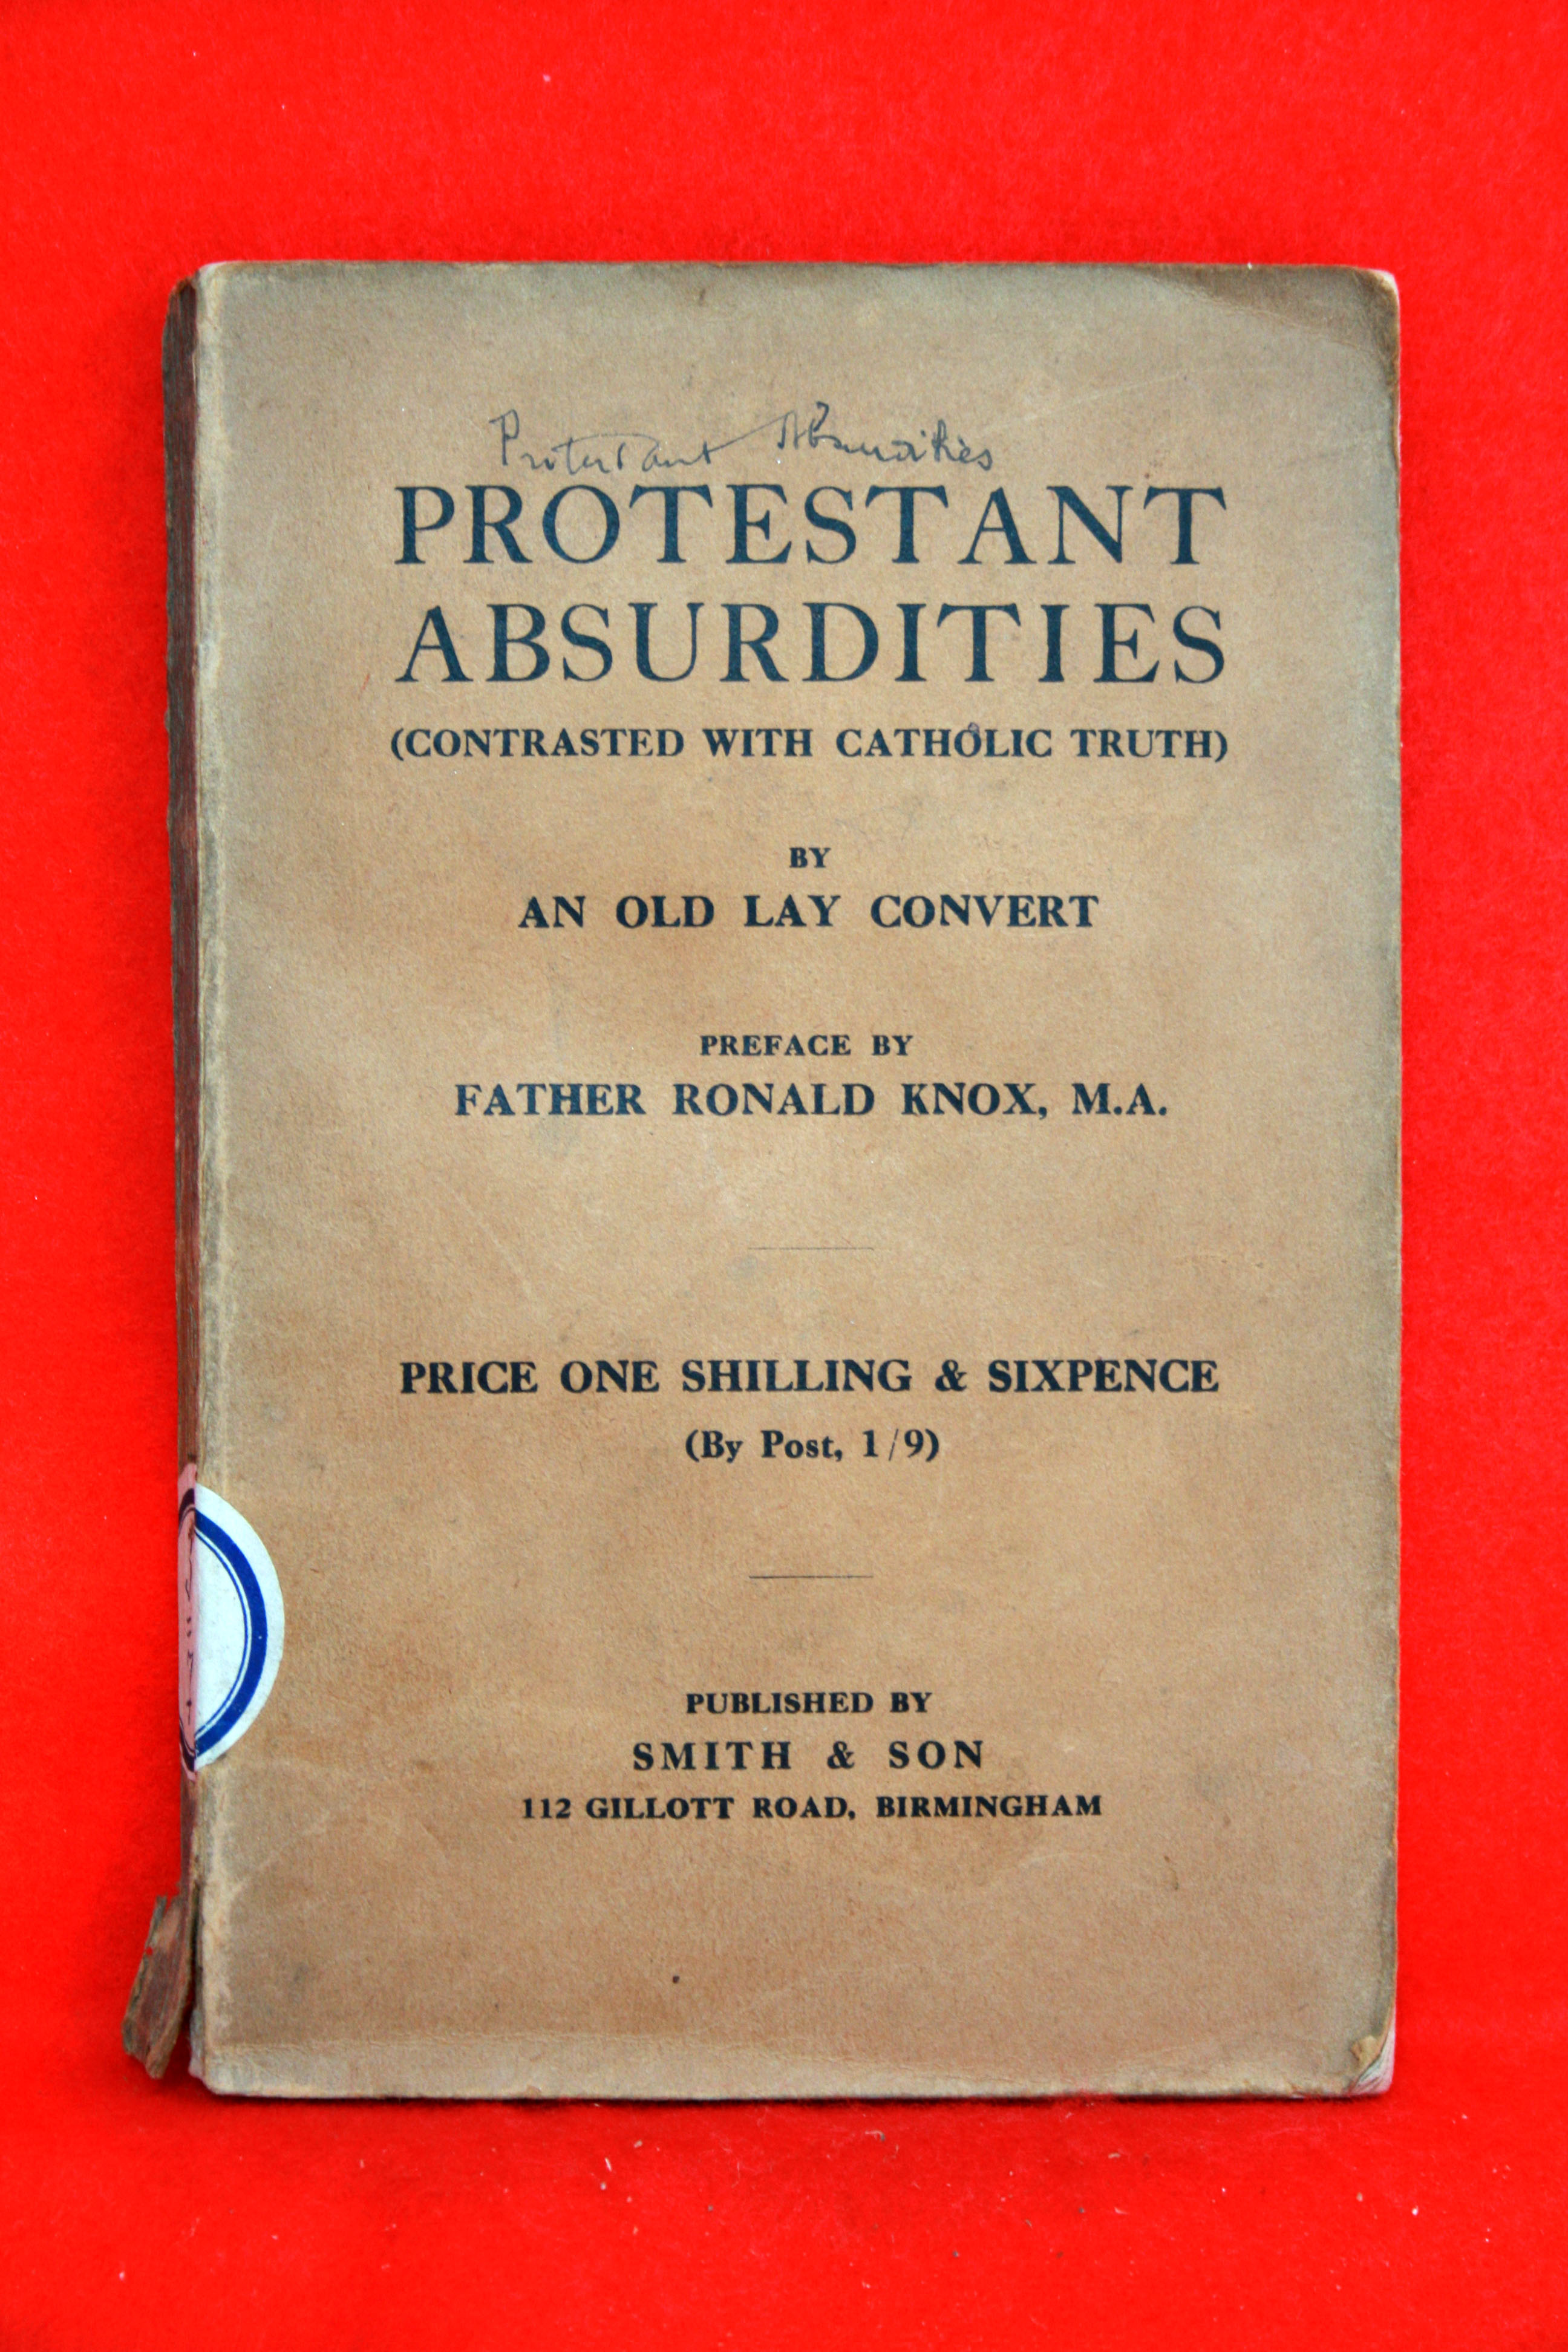 Protestant Absurdities
PROTESTANT
ABSURDITIES
(CONTRASTED WITH CATHOLIC TRUTH)
BY
AN OLD LAY CONVERT
PREFACE BY
FATHER RONALD KNOX, M.A.
PRICE ONE SHILLING & SIXPENCE
(By Post, 1/9)
PUBLISHED BY
SMITH & SON
112 GILLOTT ROAD, BIRMINGHAM